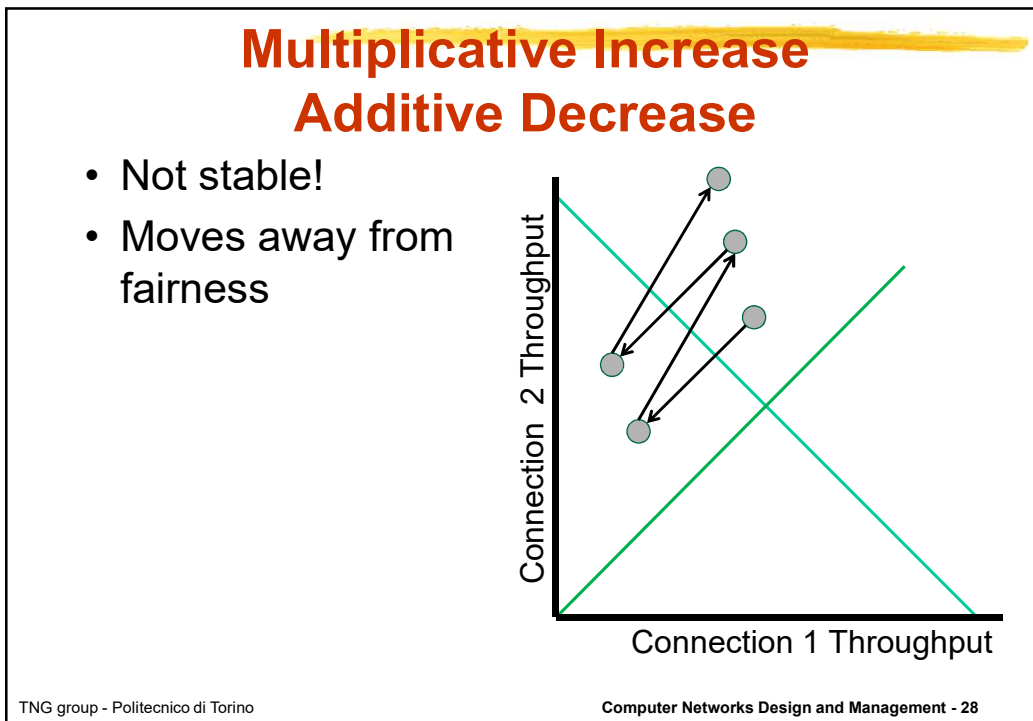 Multiplicative Increase
Additive Decrease
• Not stable!
• Moves away from
fairness
Connection 2 Throughput
Connection 1 Throughput
TNG group - Politecnico di Torino
Computer Networks Design and Management - 28